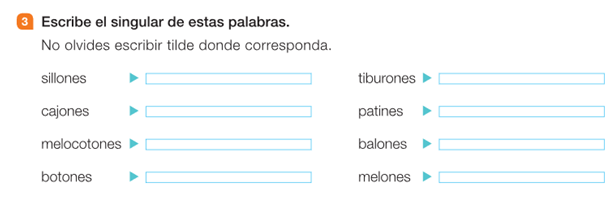 3 Escribe el singular de estas palabras.
No olvides escribir tilde donde corresponda.
sillones
tiburones
cajones
patines
melocotones
balones
botones
melones